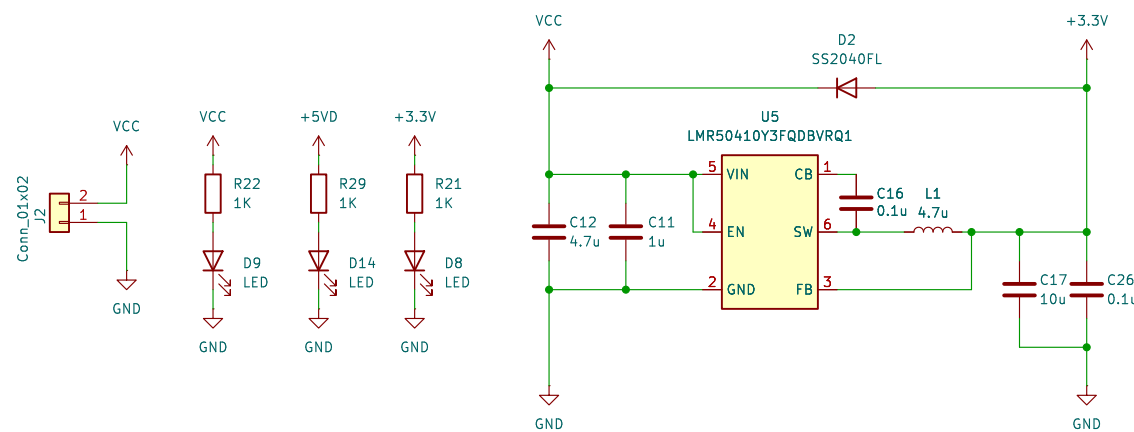 VCC
+3.3V
D2
SS2040FL
VCC
VCC
+5VD
+3.3V
U5
LMR50410Y3FQDBVRQ1
Conn_01x02
J2
2
1
GND
R22
1K
R29
1K
R21
1K
D9
LED
D14
LED
D8
LED
GND
GND
GND
5
VIN
CB
1
4
EN
SW
6
2
GND
FB
3
C12
4.7u
C11
1u
C16
0.1u
L1
4.7u
C17
10u
C26
0.1u
GND
GND